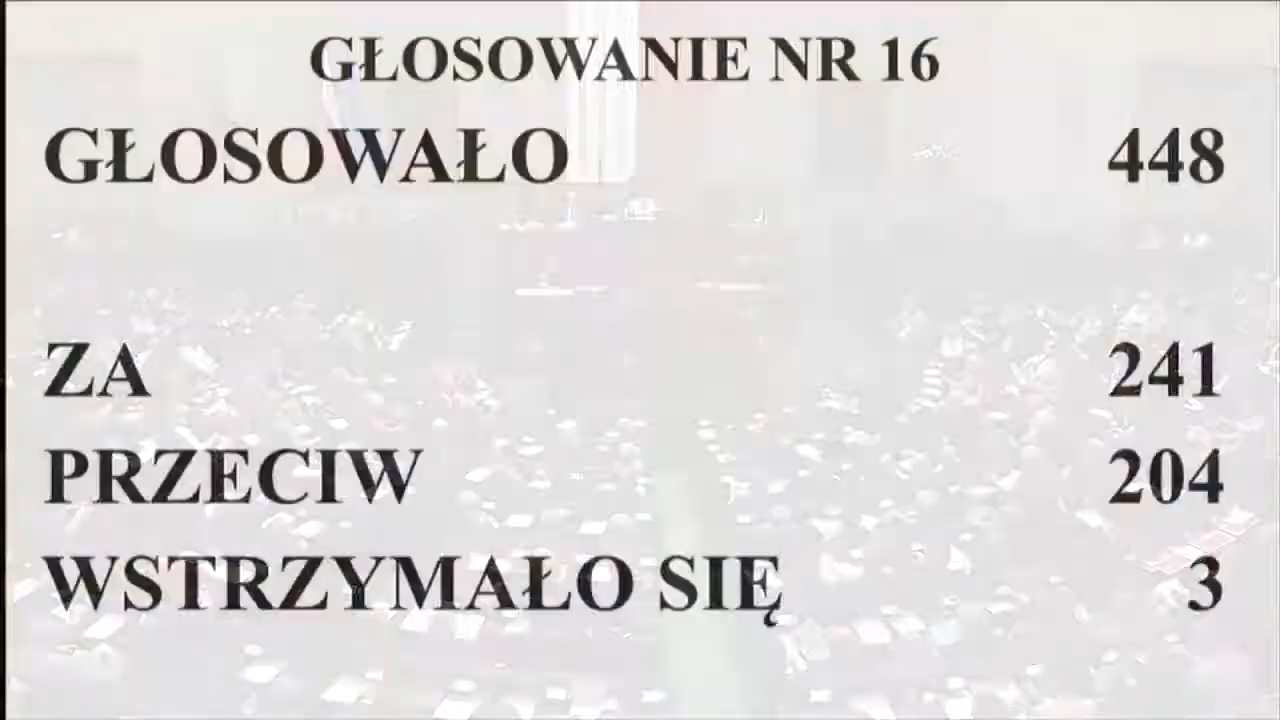 GŁOSOWANIE NR 16
GŁOSOWAŁO 448
ZA 241
PRZECIW 204
WSTRZYMAŁO SIĘ 3